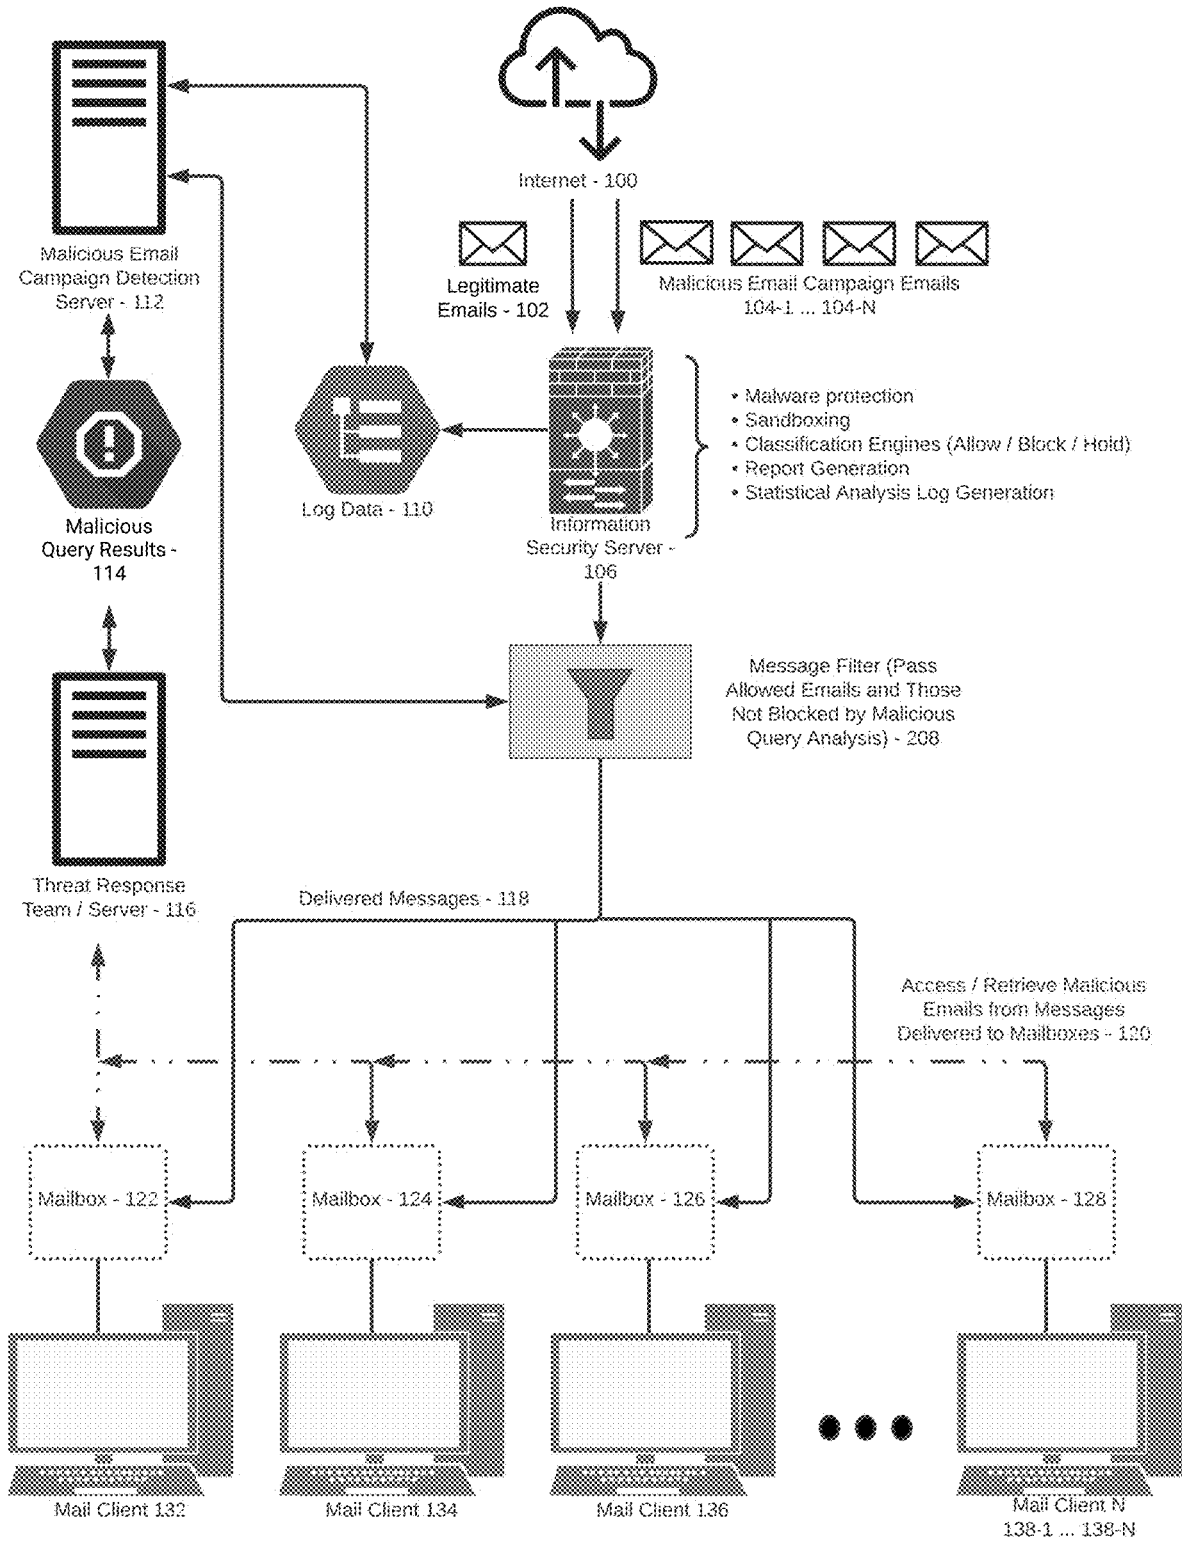 Internet - 100
Malicious Email
Campaign Detection
Server - 112
Legitimate
Emails - 102
Malicious Email Campaign Emails
104-1 ... 104-N
• Malware protection
• Sandboxing
• Classification Engines (Allow / Block / Hold)
• Report Generation
• Statistical Analysis Log Generation
Log Data - 110
Information
Security Server -
106
Malicious
Query Results -
114
Message Filter (Pass
Allowed Emails and Those
Not Blocked by Malicious
Query Analysis) - 208
Threat Response
Team / Server - 116
Delivered Messages - 118
Access / Retrieve Malicious
Emails from Messages
Delivered to Mailboxes - 120
Mailbox - 122
Mailbox - 124
Mailbox - 126
Mailbox - 128
Mail Client 132
Mail Client 134
Mail Client 136
Mail Client N
138-1 ... 138-N